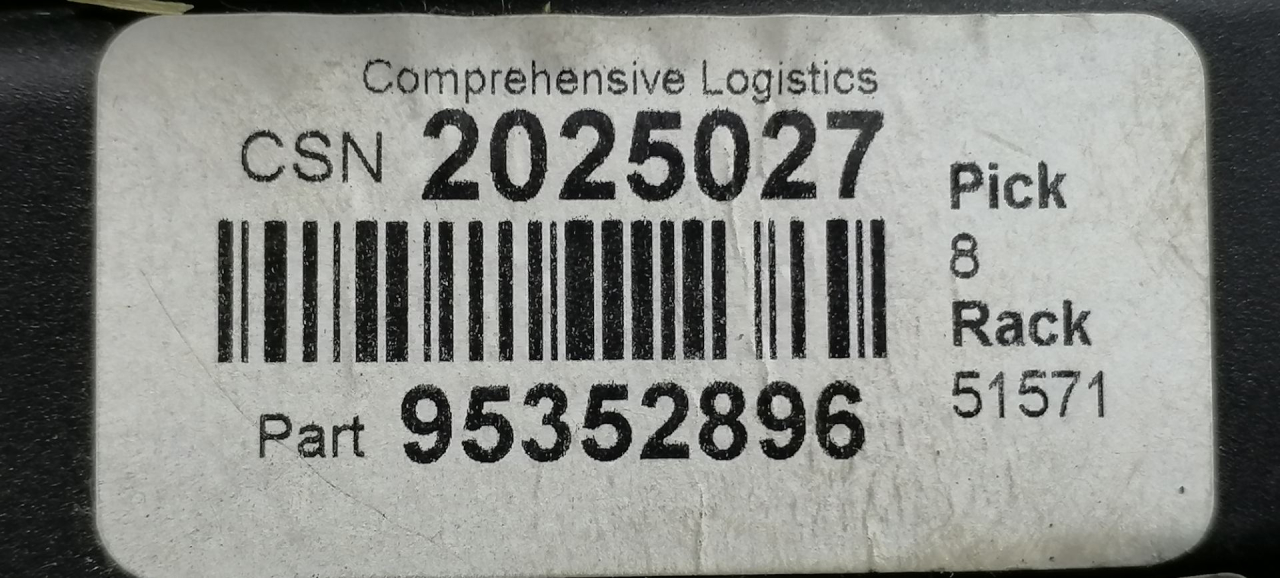 Comprehensive Logistics
CSN 2025027
Part 95352896
Pick
8
Rack
51571